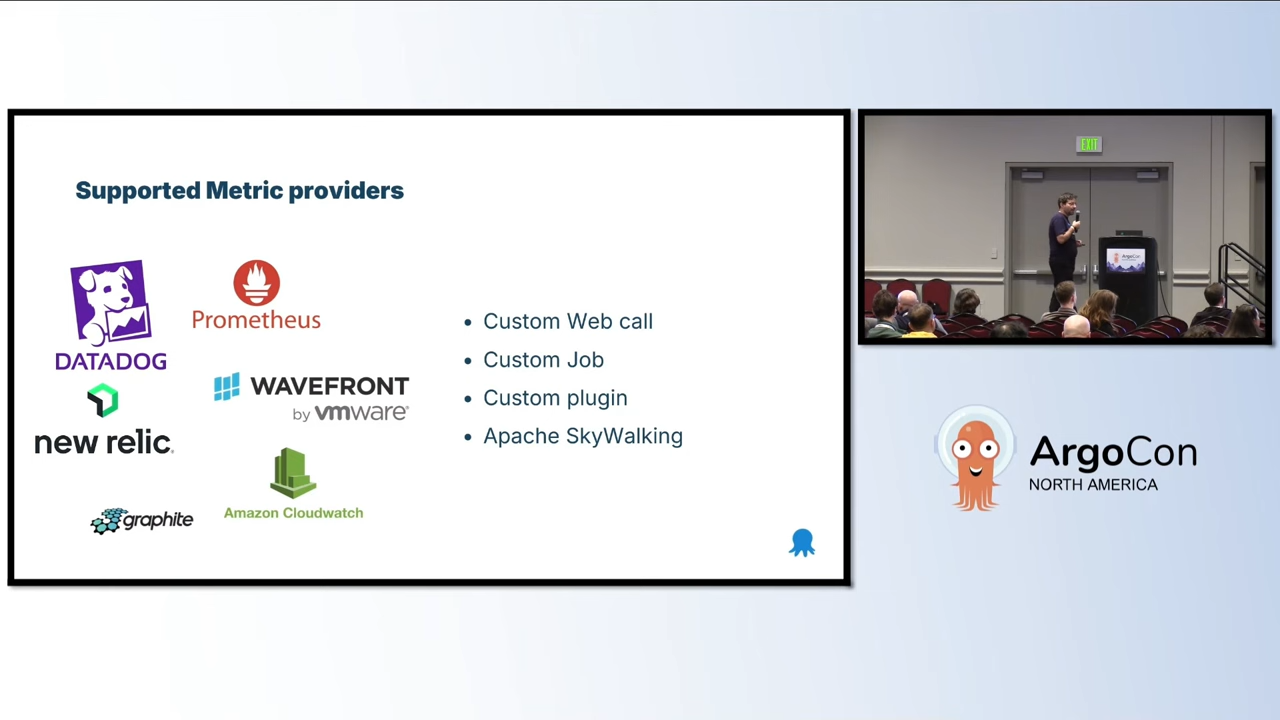 Supported Metric providers
DATADOG
Prometheus
WAVEFRONT
by vmware®
new relic.
graphite
Amazon Cloudwatch
Custom Web call
Custom Job
Custom plugin
Apache SkyWalking
EXIT
ArgoCon
ArgoCon
NORTH AMERICA